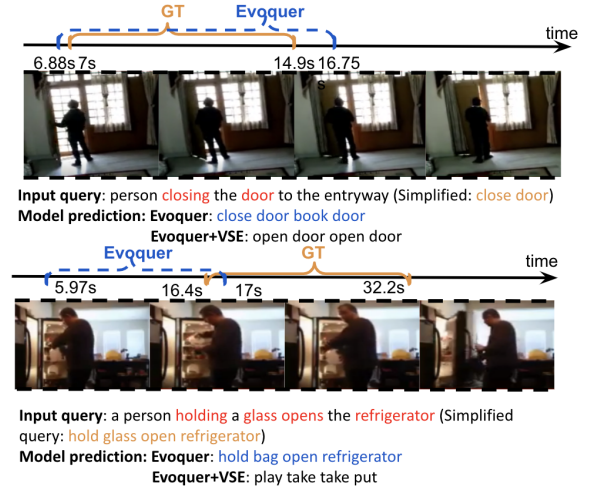 GT Evoquer
time
6.88s 7s 14.9s 16.75
s
Input query: person closing the door to the entryway (Simplified: close door)
Model prediction: Evoquer: close door book door
Evoquer+VSE: open door open door
Evoquer GT
time
5.97s 16.4s 17s 32.2s
Input query: a person holding a glass opens the refrigerator (Simplified
query: hold glass open refrigerator)
Model prediction: Evoquer: hold bag open refrigerator
Evoquer+VSE: play take take put